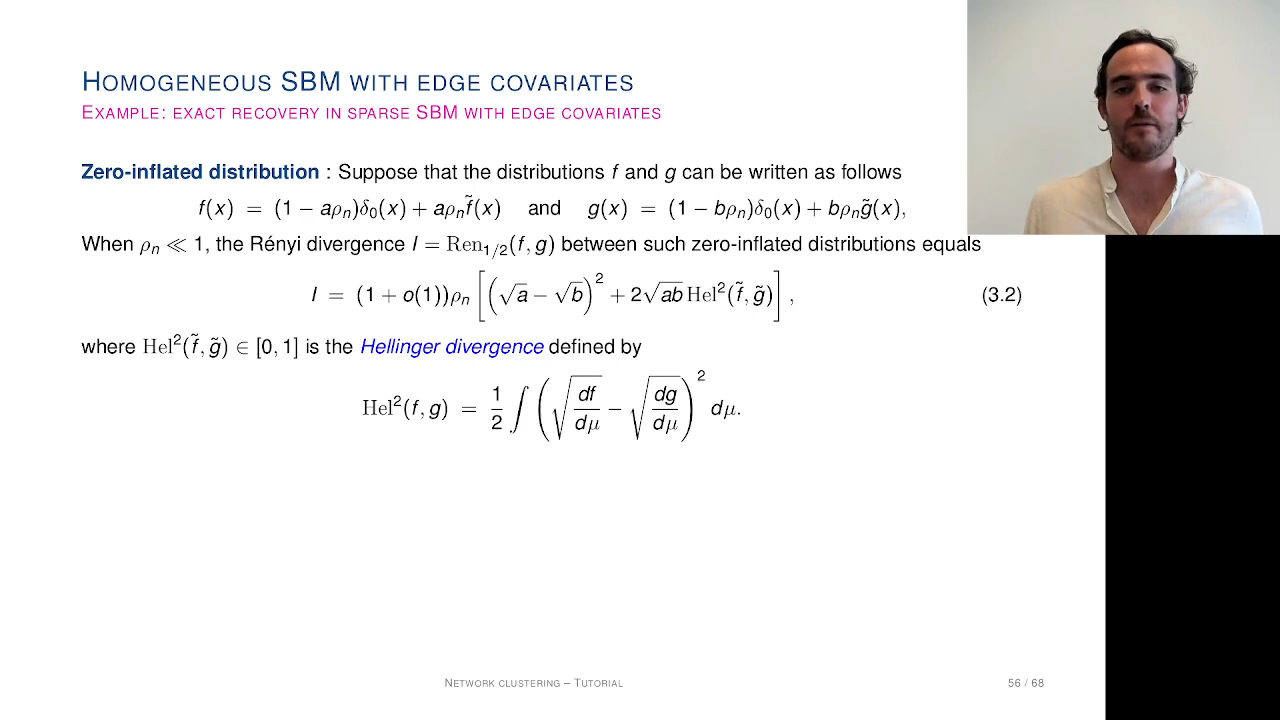 HOMOGENEOUS SBM WITH EDGE COVARIATES
EXAMPLE: EXACT RECOVERY IN SPARSE SBM WITH EDGE COVARIATES
Zero-inflated distribution : Suppose that the distributions f and g can be written as follows
f(x) = (1 − aρₙ)δ₀(x) + aρₙf̃(x) and g(x) = (1 − bρₙ)δ₀(x) + bρₙg̃(x),
When ρₙ ≪ 1, the Rényi divergence I = Ren₁/₂(f, g) between such zero-inflated distributions equals
I = (1 + o(1))ρₙ [(√a − √b)² + 2√ab Hel²(f̃, g̃)], (3.2)
where Hel²(f̃, g̃) ∈ [0, 1] is the Hellinger divergence defined by
Hel²(f, g) = 1/2 ∫ (√(df/dμ) − √(dg/dμ))² dμ.
NETWORK CLUSTERING – TUTORIAL 56 / 68